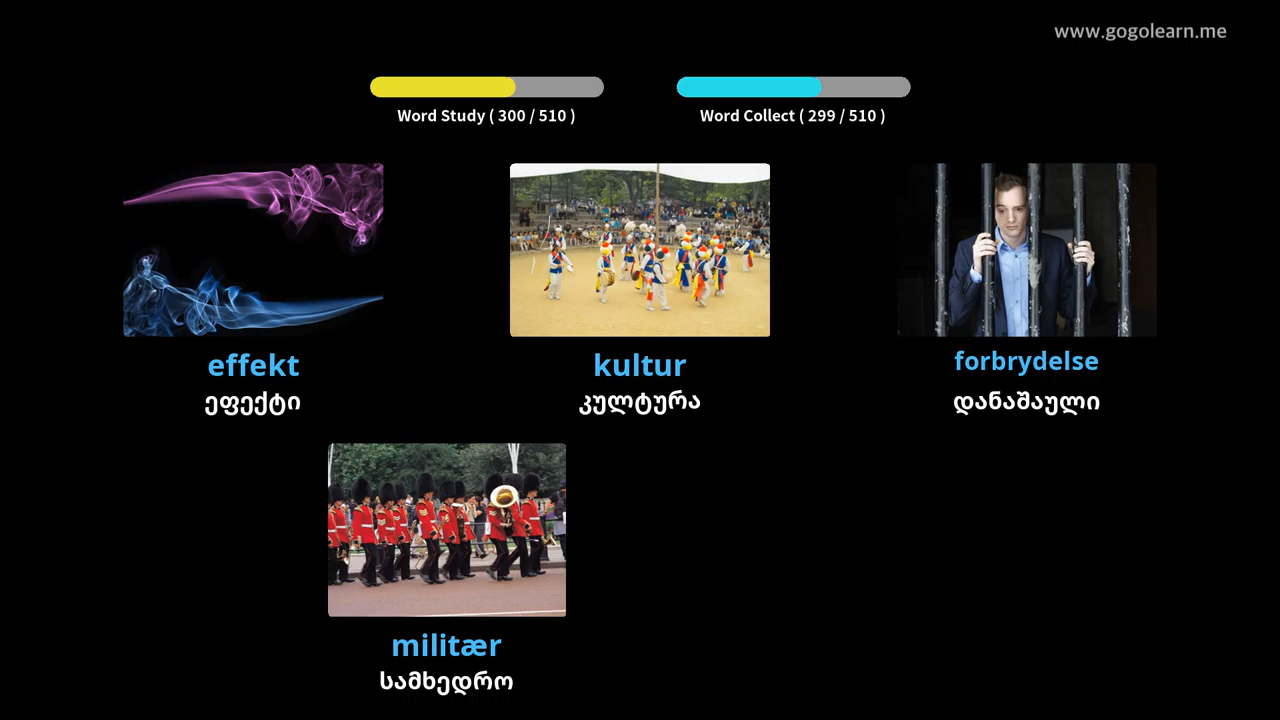 www.gogolearn.me
Word Study ( 300 / 510 )
Word Collect ( 299 / 510 )
effekt
ეფექტი
kultur
კულტურა
forbrydelse
დანაშაული
militær
სამხედრო